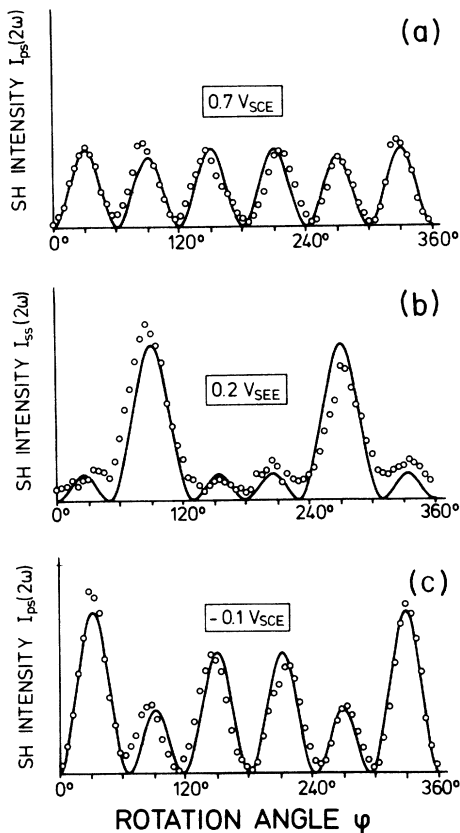 SH INTENSITY Ips(2ω)
(a)
0.7 VSCE
0° 120° 240° 360°
SH INTENSITY Iss(2ω)
(b)
0.2 VSEE
0° 120° 240° 360°
SH INTENSITY Ips(2ω)
(c)
- 0.1 VSCE
0° 120° 240° 360°
ROTATION ANGLE φ